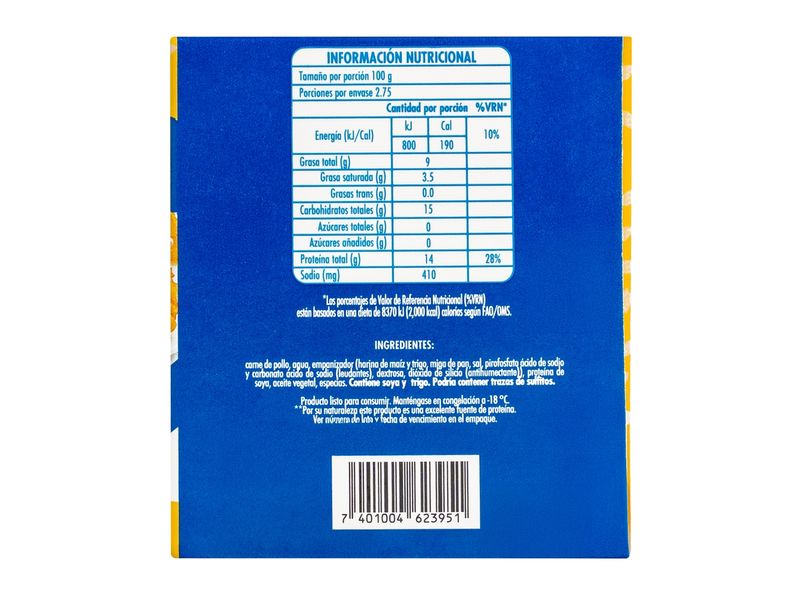 INFORMACIÓN NUTRICIONAL
Tamaño por porción 100 g
Porciones por envase 2.75
Cantidad por porción %VRN*
Energía (kJ/Cal) kJ Cal 10%
800 190
Grasa total (g) 9
Grasa saturada (g) 3.5
Grasas trans (g) 0.0
Carbohidratos totales (g) 15
Azúcares totales (g) 0
Azúcares añadidos (g) 0
Proteína total (g) 14 28%
Sodio (mg) 410
*Los porcentajes de Valor de Referencia Nutricional (%VRN)
están basados en una dieta de 8370 kJ (2,000 kcal) calorías según FAO/OMS.
INGREDIENTES:
carne de pollo, agua, empanizador (harina de maíz y trigo, miga de pan, sal, pirofosfato ácido de sodio
y carbonato ácido de sodio (leudantes), dextrosa, dióxido de silicio (antihumectante)), proteína de
soya, aceite vegetal, especias. Contiene soya y trigo. Podría contener trazas de sulfitos.
Producto listo para consumir. Manténgase en congelación a -18 °C.
**Por su naturaleza este producto es una excelente fuente de proteína.
Ver número de lote y fecha de vencimiento en el empaque.
7 401004 623951